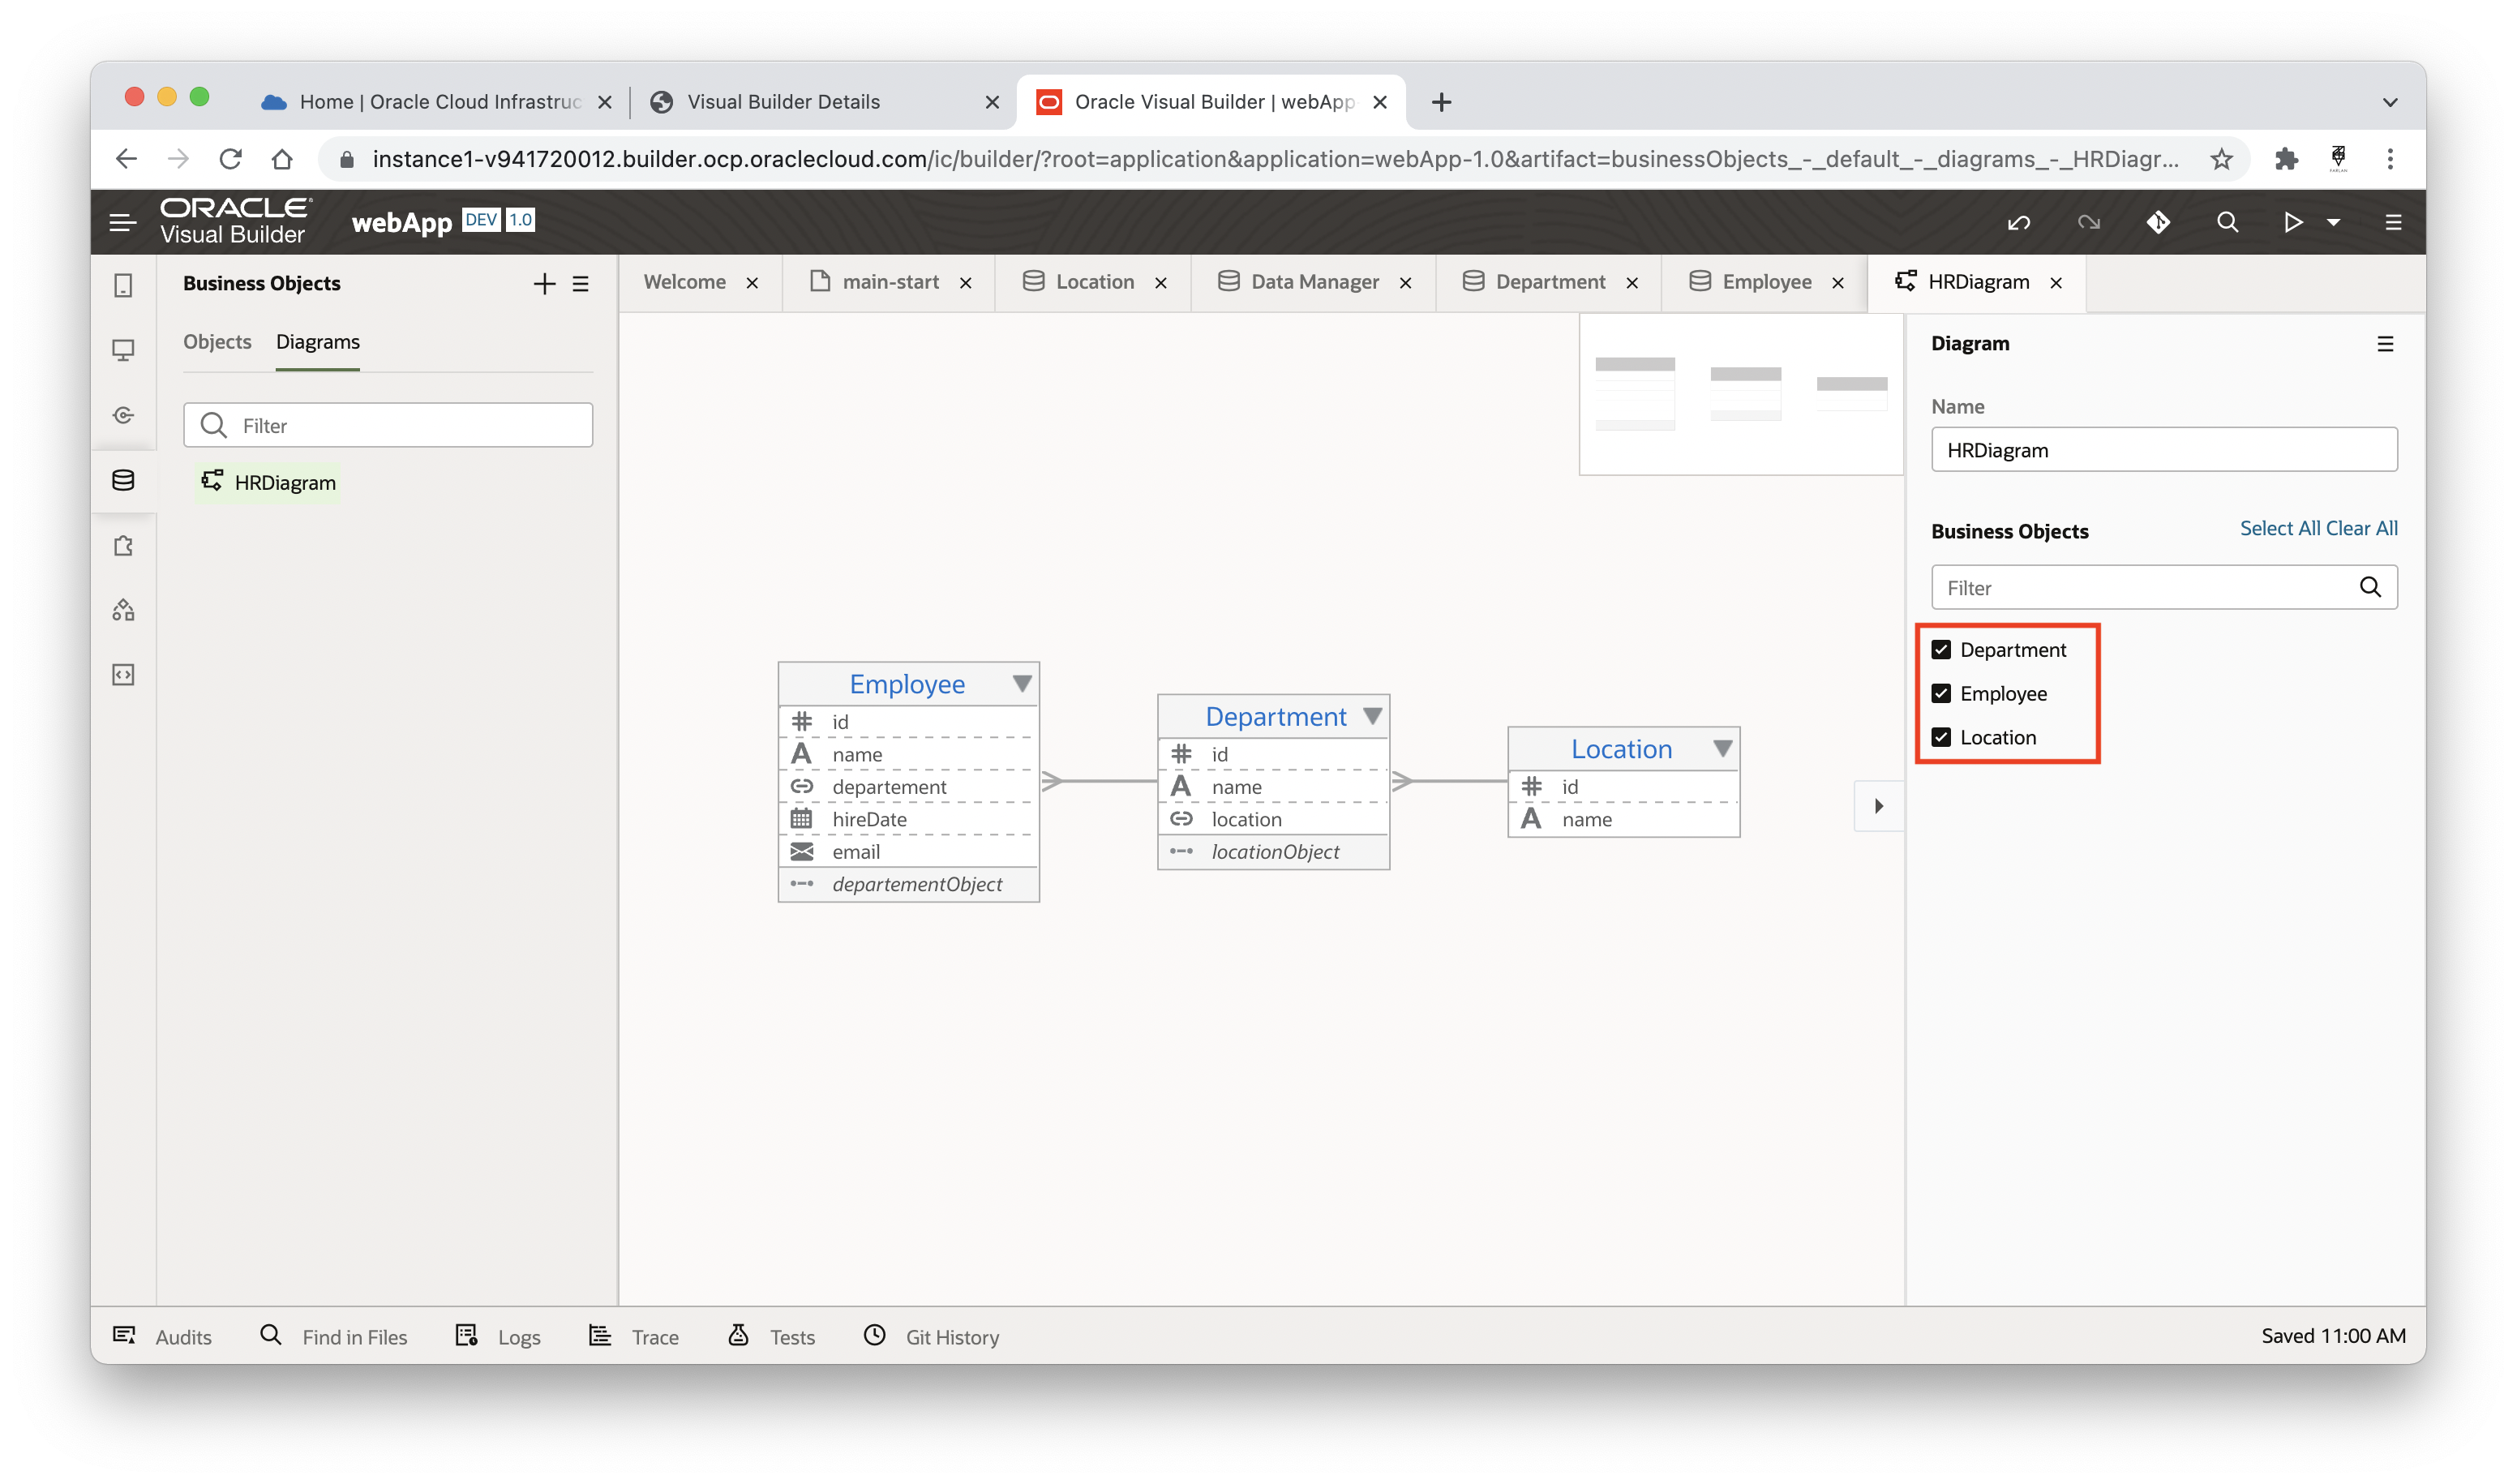 Home | Oracle Cloud Infrastruc
Visual Builder Details
Oracle Visual Builder | webApp
instance1-v941720012.builder.ocp.oraclecloud.com/ic/builder/?root=application&application=webApp-1.0&artifact=businessObjects_-_default_-_diagrams_-_HRDiagr...
ORACLE
Visual Builder
webApp DEV 1.0
Business Objects
Objects Diagrams
Filter
HRDiagram
Welcome
main-start
Location
Data Manager
Department
Employee
HRDiagram
Employee
id
name
departement
hireDate
email
departementObject
Department
id
name
location
locationObject
Location
id
name
Diagram
Name
HRDiagram
Business Objects Select All Clear All
Filter
Department
Employee
Location
Audits
Find in Files
Logs
Trace
Tests
Git History
Saved 11:00 AM